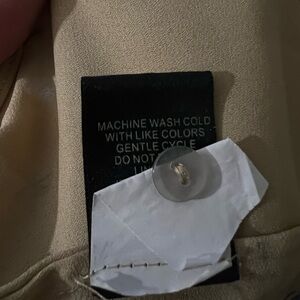 MACHINE WASH COLD
WITH LIKE COLORS
GENTLE CYCLE
DO NOT